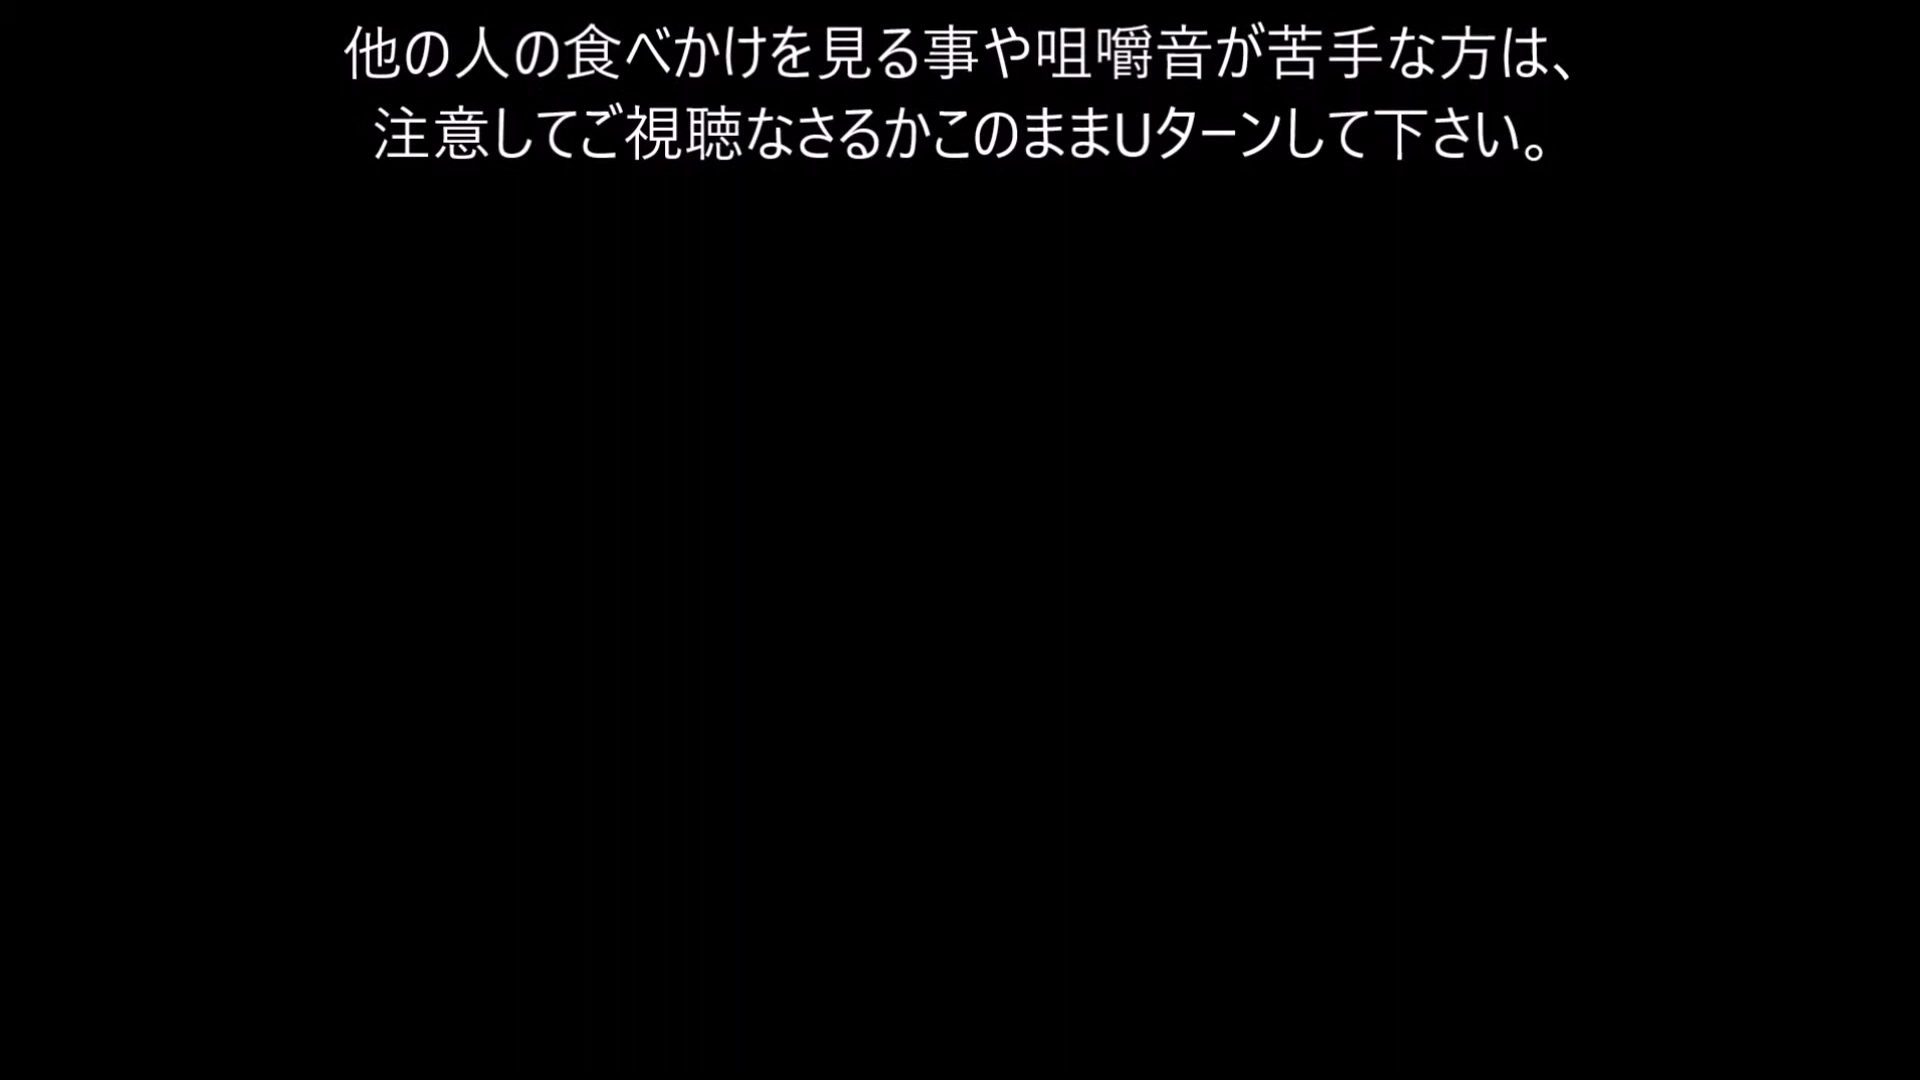 他の人の食べかけを見る事や咀嚼音が苦手な方は、
注意してご視聴なさるかこのままUターンして下さい。